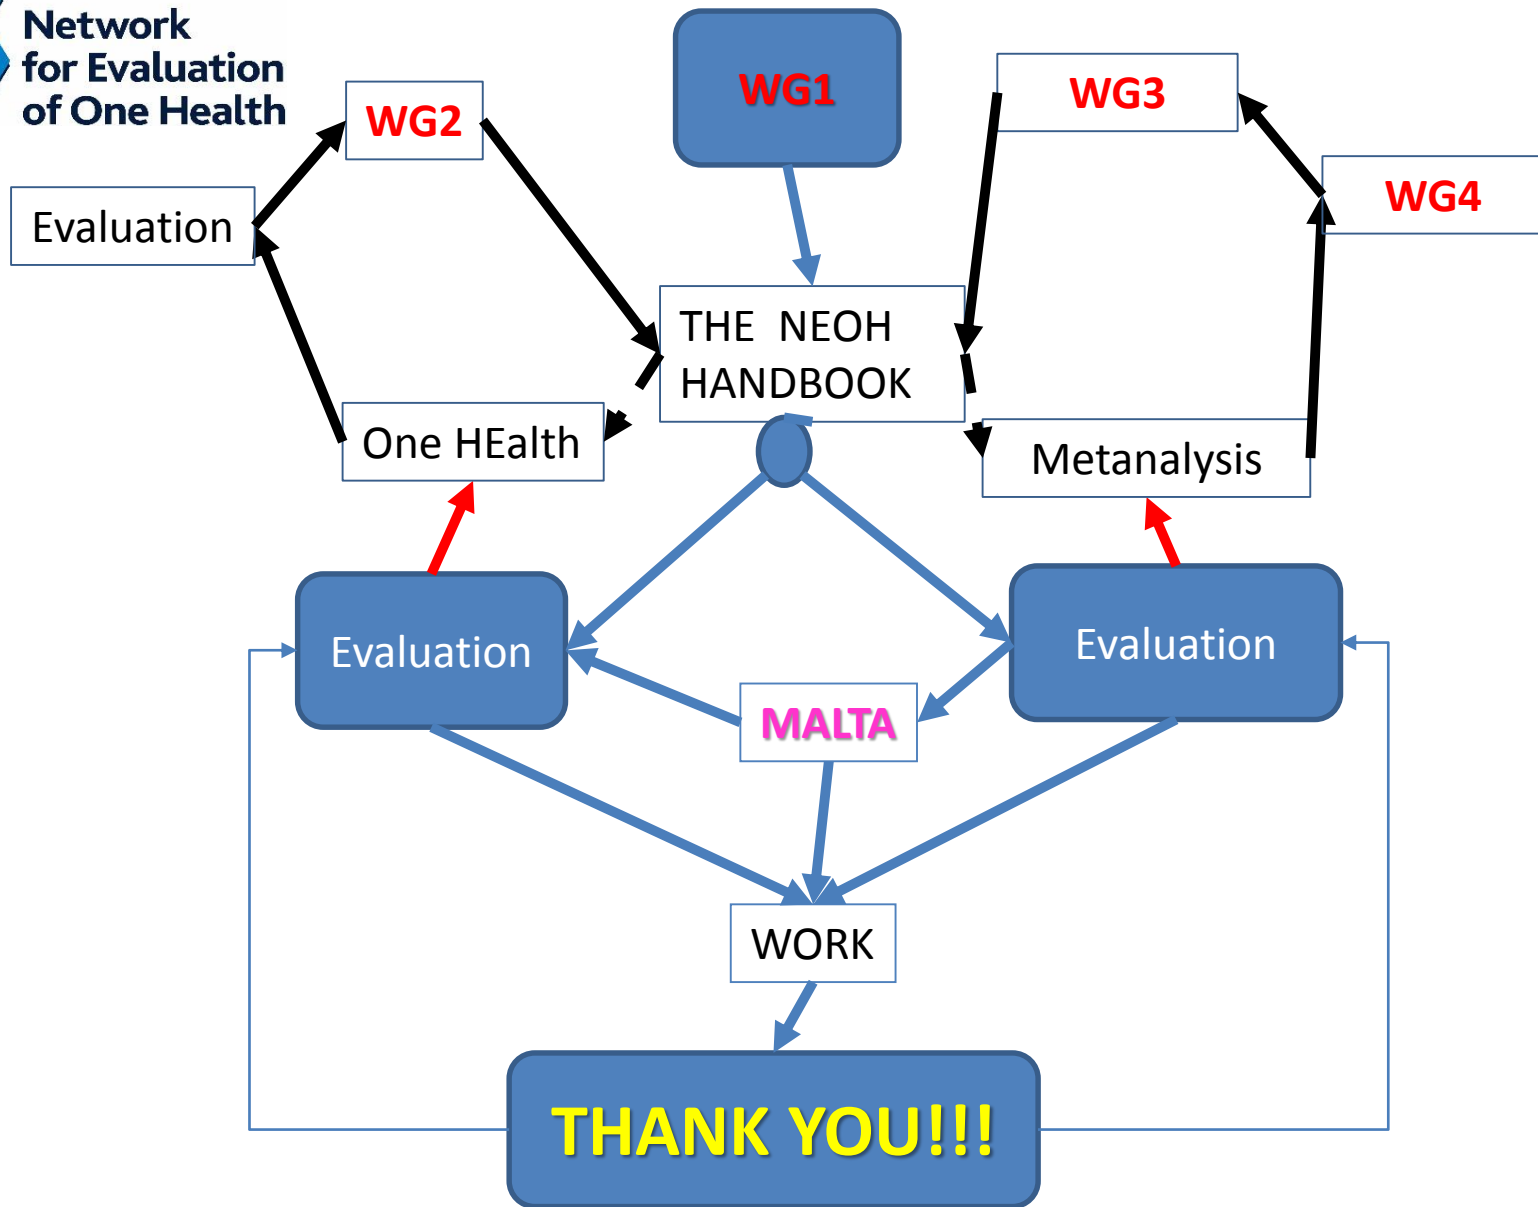 Network
for Evaluation
of One Health
WG1
WG2
WG3
WG4
Evaluation
THE NEOH
HANDBOOK
One HEalth
Metanalysis
Evaluation
Evaluation
MALTA
WORK
THANK YOU!!!